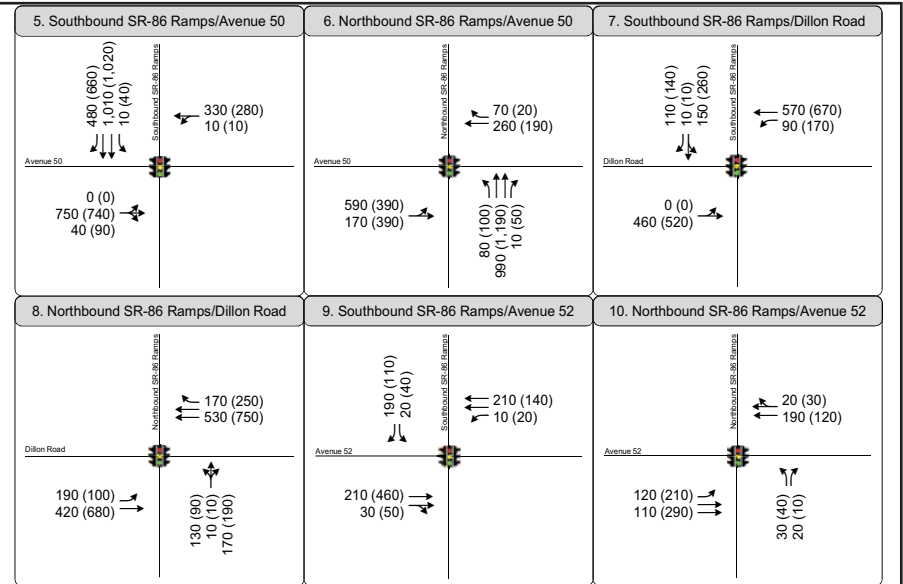 5. Southbound SR-86 Ramps/Avenue 50
480 (660)
1,010 (1,020)
10 (40)
Southbound SR-86 Ramps
330 (280)
10 (10)
Avenue 50
0 (0)
750 (740)
40 (90)
6. Northbound SR-86 Ramps/Avenue 50
Northbound SR-86 Ramps
70 (20)
260 (190)
Avenue 50
590 (390)
170 (390)
80 (100)
990 (1,190)
10 (50)
7. Southbound SR-86 Ramps/Dillon Road
110 (140)
10 (10)
150 (260)
Southbound SR-86 Ramps
570 (670)
90 (170)
Dillon Road
0 (0)
460 (520)
8. Northbound SR-86 Ramps/Dillon Road
Northbound SR-86 Ramps
170 (250)
530 (750)
Dillon Road
190 (100)
420 (680)
130 (90)
10 (10)
170 (190)
9. Southbound SR-86 Ramps/Avenue 52
190 (110)
20 (40)
Southbound SR-86 Ramps
210 (140)
10 (20)
Avenue 52
210 (460)
30 (50)
10. Northbound SR-86 Ramps/Avenue 52
Northbound SR-86 Ramps
20 (30)
190 (120)
Avenue 52
120 (210)
110 (290)
30 (40)
20 (10)